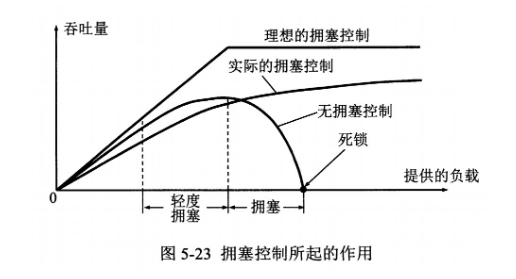 吞吐量
理想的拥塞控制
实际的拥塞控制
无拥塞控制
死锁
提供的负载
0
轻度
拥塞
拥塞
图 5-23 拥塞控制所起的作用